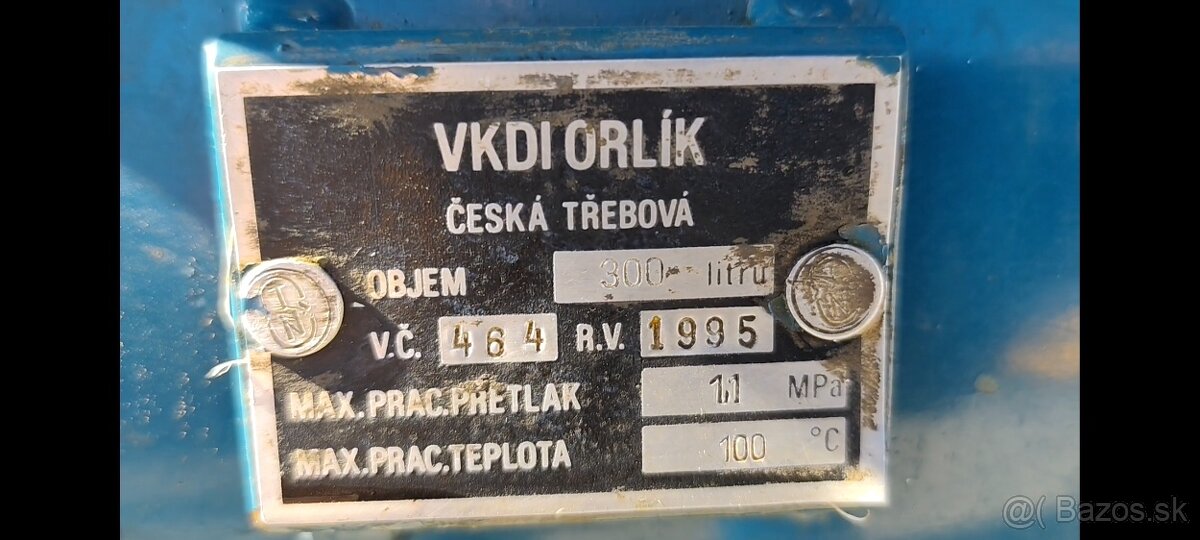 VKDI ORLÍK
ČESKÁ TŘEBOVÁ
OBJEM 300 litrů
V.Č. 464 R.V. 1995
MAX.PRAC.PŘETLAK 1,1 MPa
MAX.PRAC.TEPLOTA 100 °C
@( Bazos.sk